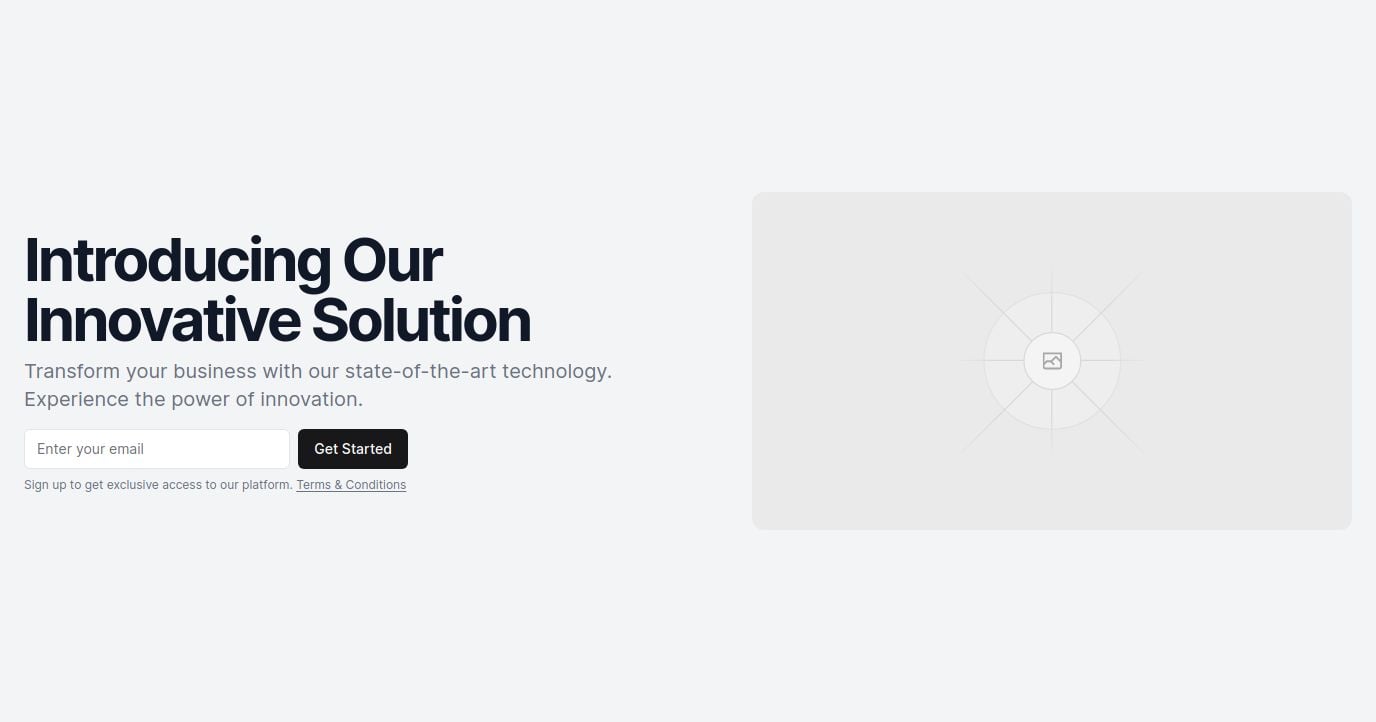 Introducing Our
Innovative Solution
Transform your business with our state-of-the-art technology.
Experience the power of innovation.
Enter your email
Get Started
Sign up to get exclusive access to our platform. Terms & Conditions